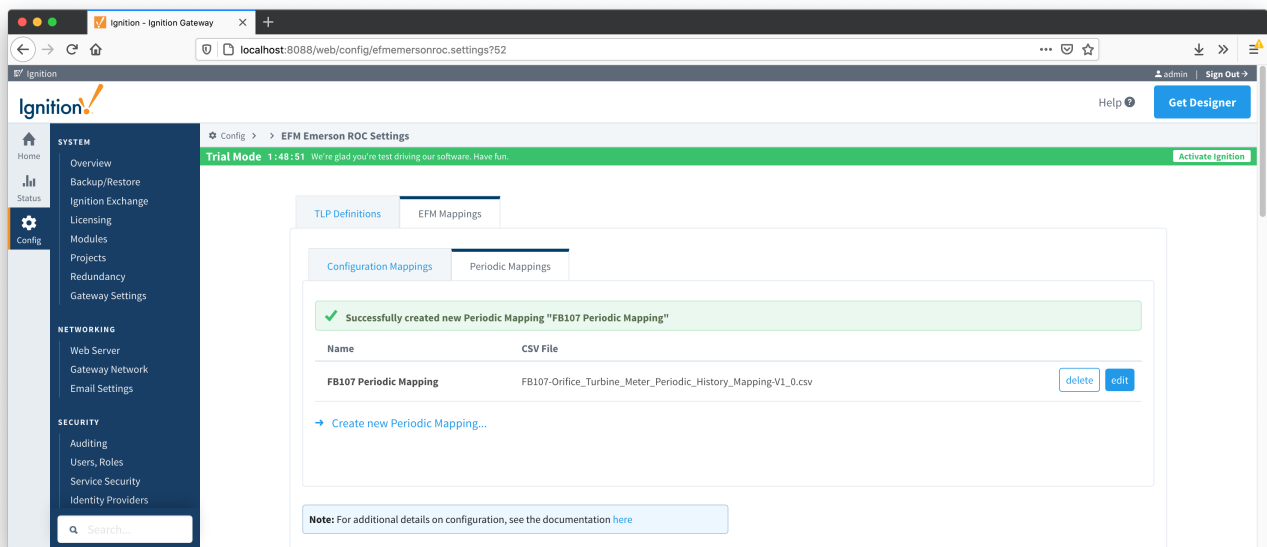 Ignition - Ignition Gateway
localhost:8088/web/config/efmemersonroc.settings?52
Ignition
admin | Sign Out
Ignition!
Help
Get Designer
Home
Status
Config
SYSTEM
Overview
Backup/Restore
Ignition Exchange
Licensing
Modules
Projects
Redundancy
Gateway Settings
NETWORKING
Web Server
Gateway Network
Email Settings
SECURITY
Auditing
Users, Roles
Service Security
Identity Providers
Search...
Config > > EFM Emerson ROC Settings
Trial Mode 1:48:51 We're glad you're test driving our software. Have fun.
Activate Ignition
TLP Definitions
EFM Mappings
Configuration Mappings
Periodic Mappings
Successfully created new Periodic Mapping "FB107 Periodic Mapping"
Name CSV File
FB107 Periodic Mapping FB107-Orifice_Turbine_Meter_Periodic_History_Mapping-V1_0.csv delete edit
→ Create new Periodic Mapping...
Note: For additional details on configuration, see the documentation here